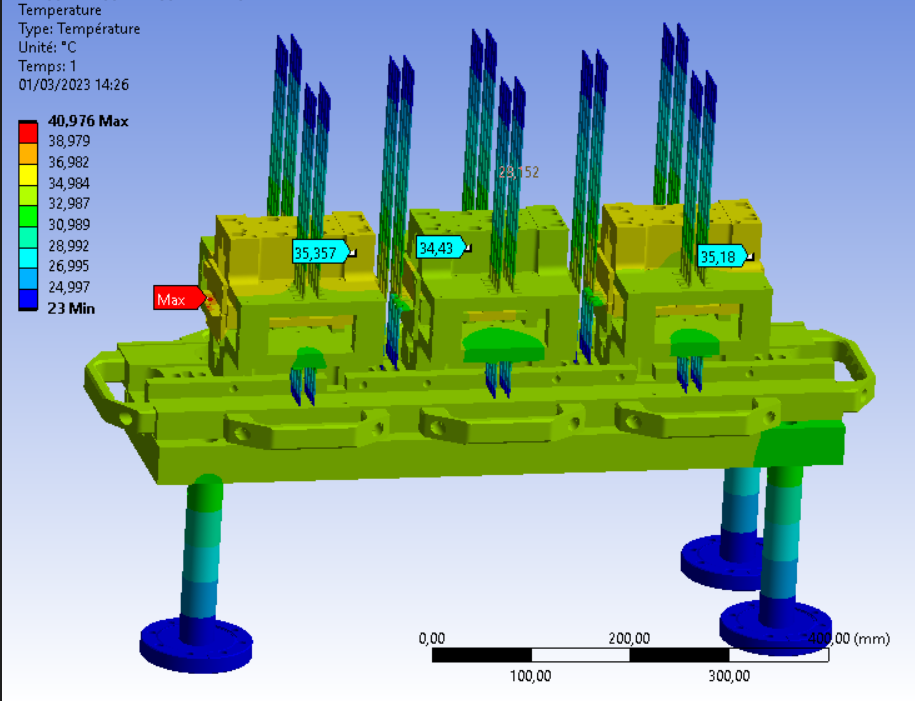 Temperature
Type: Température
Unité: °C
Temps: 1
01/03/2023 14:26
40,976 Max
38,979
36,982
34,984
32,987
30,989
28,992
26,995
24,997
23 Min
35,357
34,43
35,18
Max
0,00
200,00
400,00 (mm)
100,00
300,00